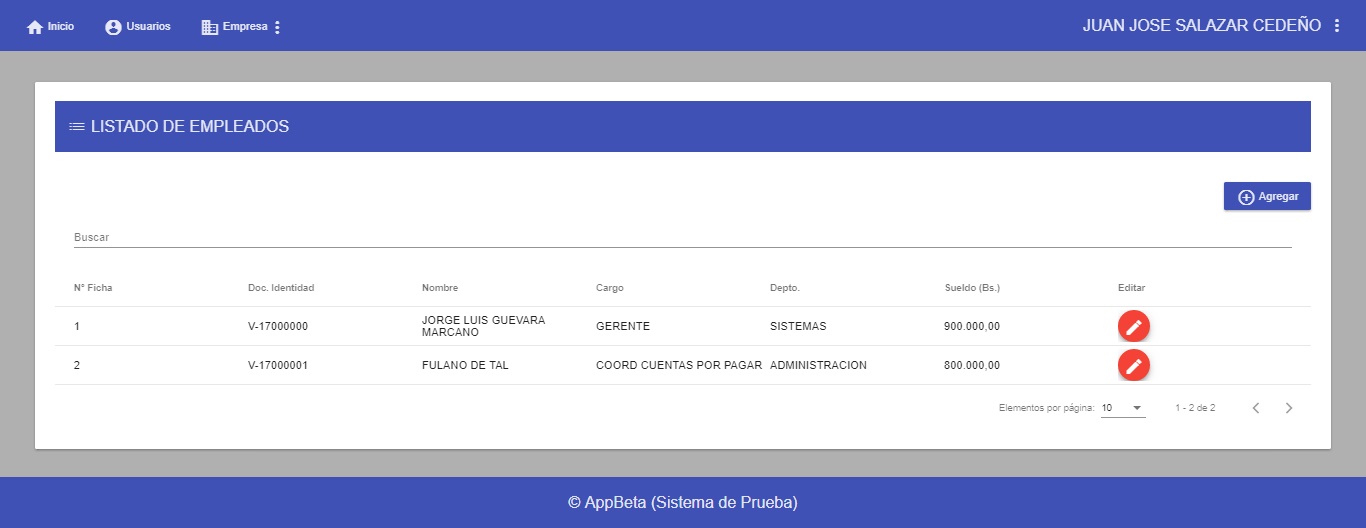 Inicio Usuarios Empresa JUAN JOSE SALAZAR CEDEÑO
LISTADO DE EMPLEADOS
Agregar
Buscar
N° Ficha Doc. Identidad Nombre Cargo Depto. Sueldo (Bs.) Editar
1 V-17000000 JORGE LUIS GUEVARA MARCANO GERENTE SISTEMAS 900.000,00
2 V-17000001 FULANO DE TAL COORD CUENTAS POR PAGAR ADMINISTRACION 800.000,00
Elementos por página: 10 1 - 2 de 2
© AppBeta (Sistema de Prueba)